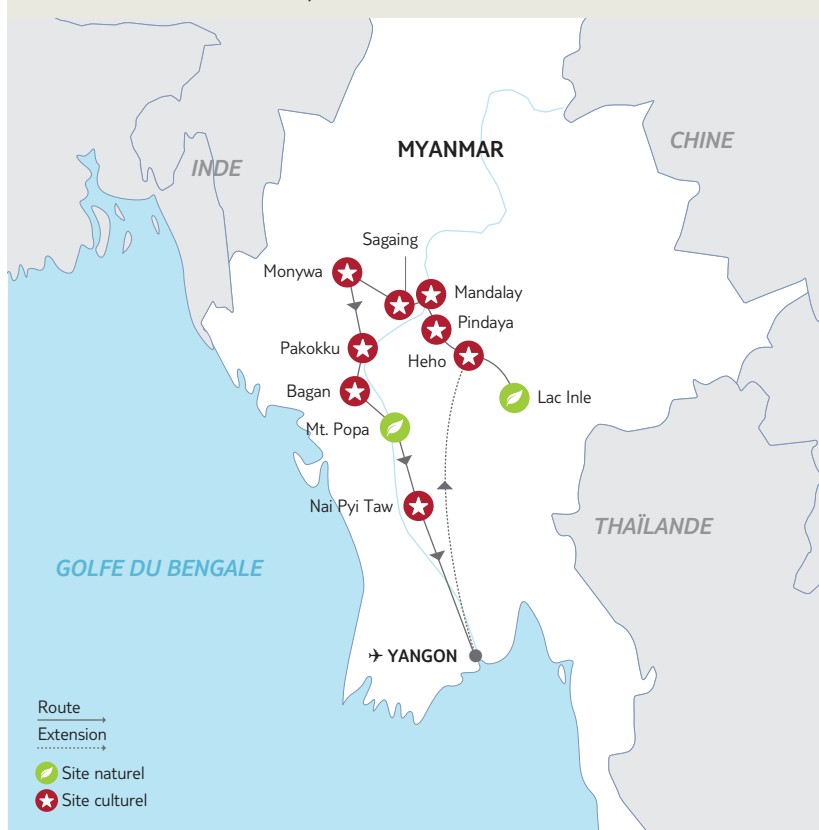 MYANMAR
CHINE
INDE
Sagaing
Monywa
Mandalay
Pindaya
Pakokku
Heho
Bagan
Lac Inle
Mt. Popa
Nai Pyi Taw
THAÏLANDE
GOLFE DU BENGALE
YANGON
Route
Extension
Site naturel
Site culturel